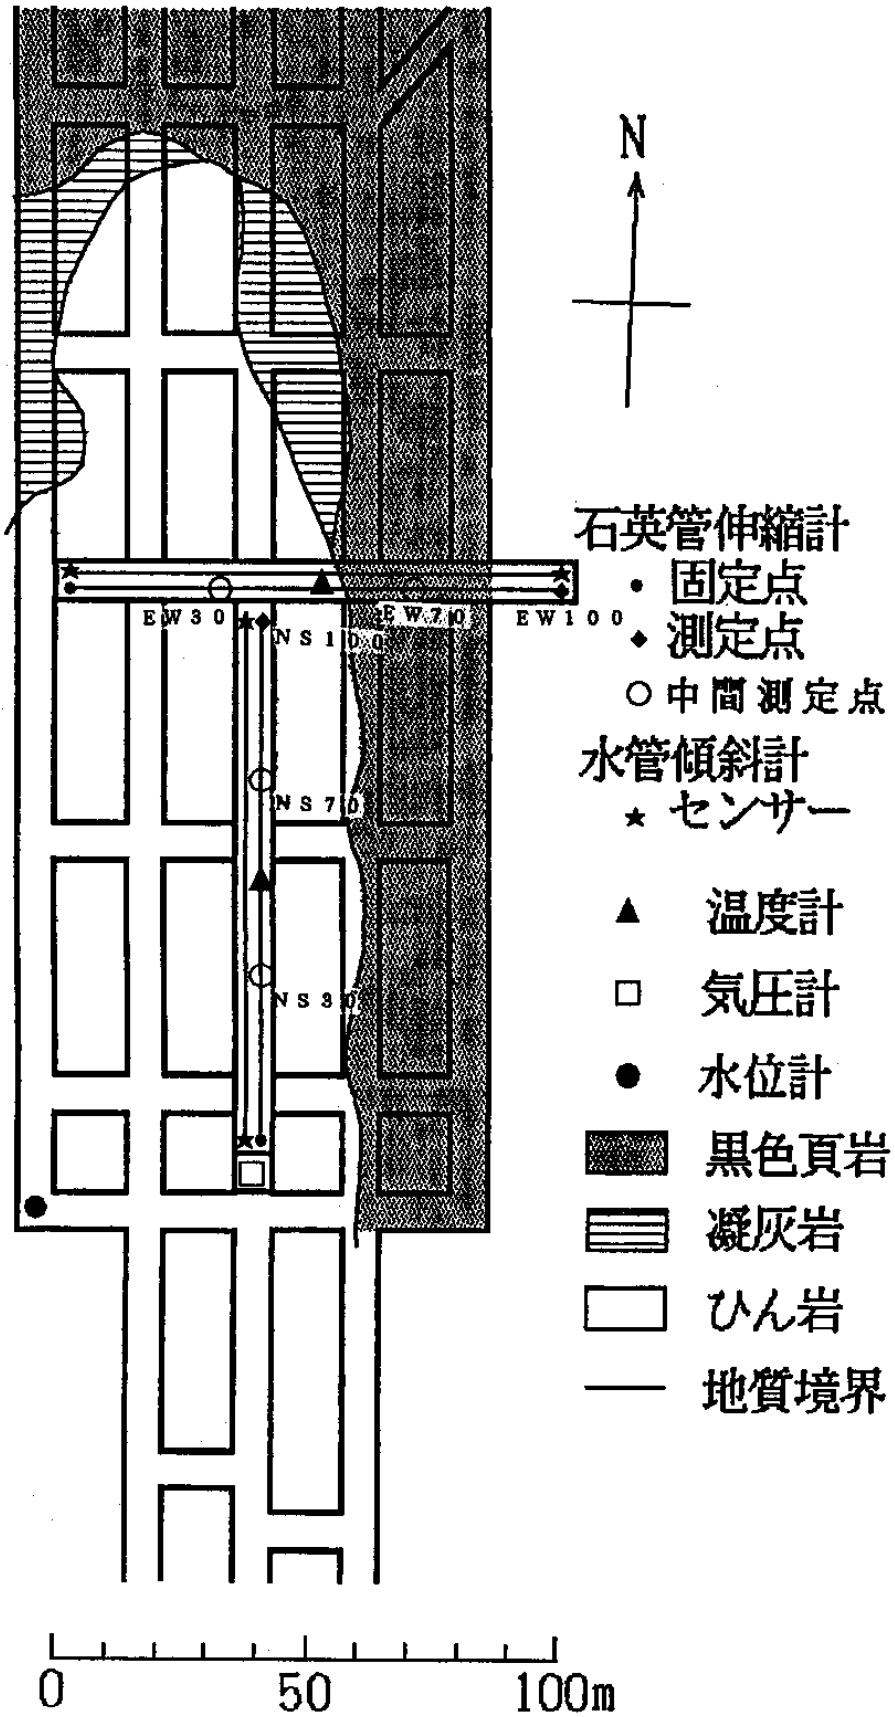 N
石英管伸縮計
固定点
測定点
中間測定点
水管傾斜計
センサー
温度計
気圧計
水位計
黒色頁岩
凝灰岩
ひん岩
地質境界
EW30
EW70
EW100
NS100
NS70
NS30
0 50 100m